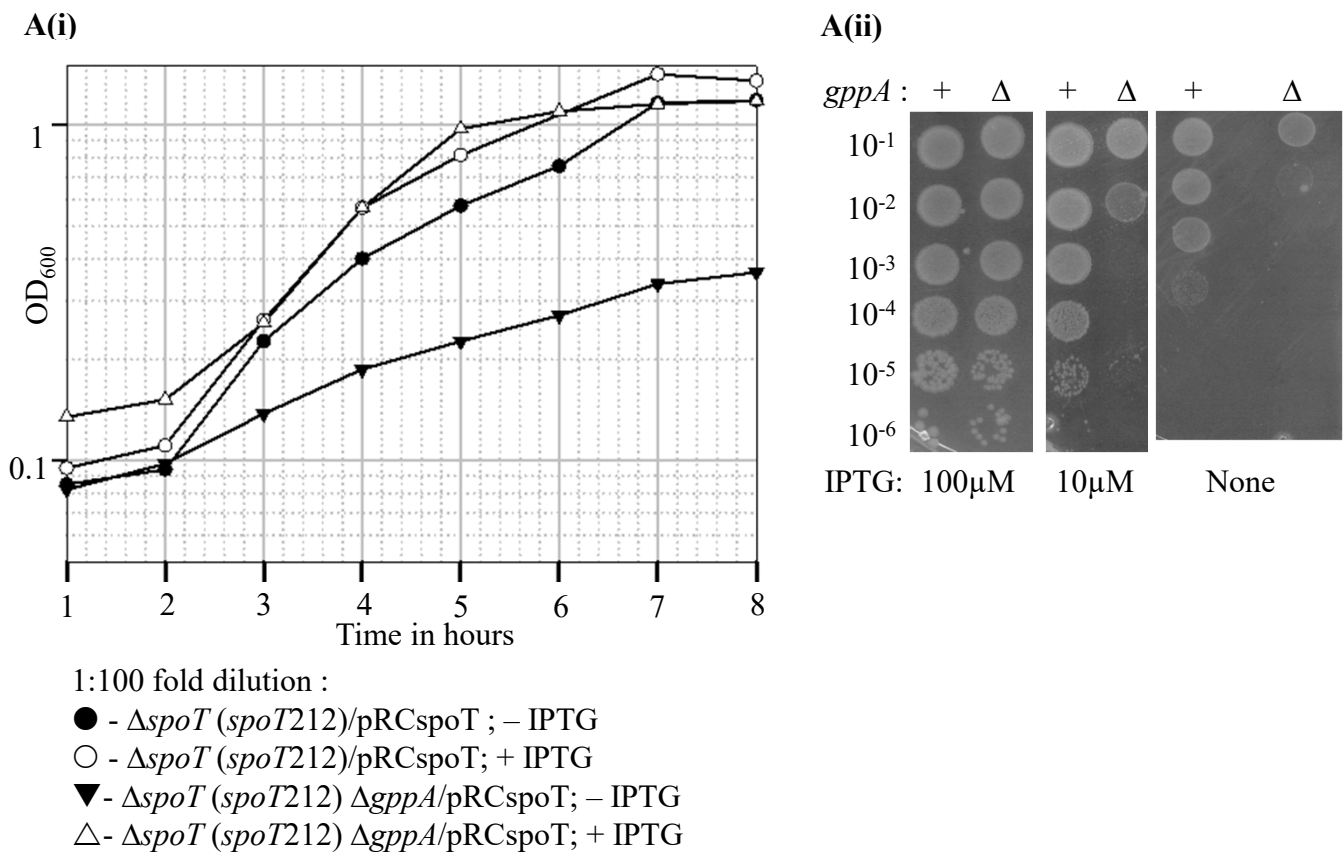 A(i)
OD600
1
0.1
1 2 3 4 5 6 7 8
Time in hours
1:100 fold dilution :
● - ΔspoT (spoT212)/pRCspoT ; – IPTG
○ - ΔspoT (spoT212)/pRCspoT; + IPTG
▼- ΔspoT (spoT212) ΔgppA/pRCspoT; – IPTG
△- ΔspoT (spoT212) ΔgppA/pRCspoT; + IPTG
A(ii)
gppA : + Δ + Δ + Δ
10-1
10-2
10-3
10-4
10-5
10-6
IPTG: 100µM 10µM None